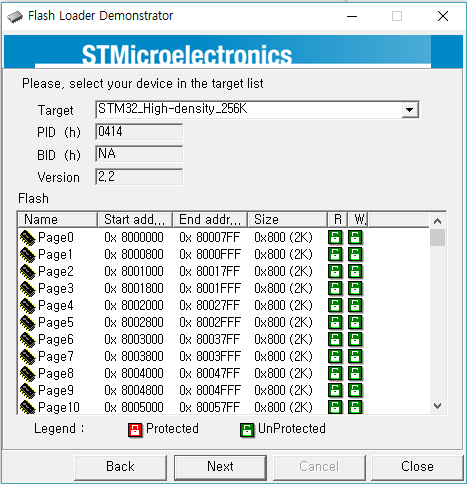 Flash Loader Demonstrator
STMicroelectronics
Please, select your device in the target list
Target STM32_High-density_256K
PID (h) 0414
BID (h) NA
Version 2.2
Flash
Name Start add... End addr... Size R W.
Page0 0x 8000000 0x 80007FF 0x800 (2K)
Page1 0x 8000800 0x 8000FFF 0x800 (2K)
Page2 0x 8001000 0x 80017FF 0x800 (2K)
Page3 0x 8001800 0x 8001FFF 0x800 (2K)
Page4 0x 8002000 0x 80027FF 0x800 (2K)
Page5 0x 8002800 0x 8002FFF 0x800 (2K)
Page6 0x 8003000 0x 80037FF 0x800 (2K)
Page7 0x 8003800 0x 8003FFF 0x800 (2K)
Page8 0x 8004000 0x 80047FF 0x800 (2K)
Page9 0x 8004800 0x 8004FFF 0x800 (2K)
Page10 0x 8005000 0x 80057FF 0x800 (2K)
Legend : Protected UnProtected
Back Next Cancel Close